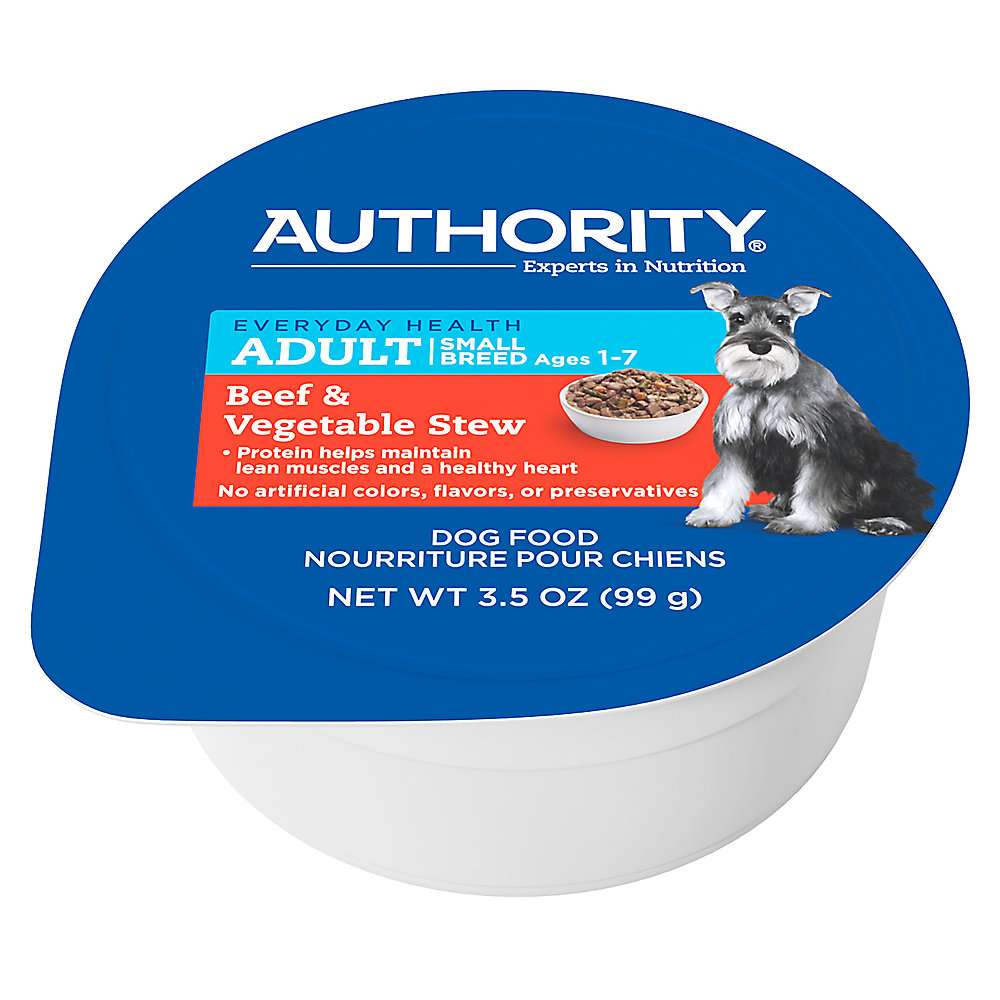 AUTHORITY®
Experts in Nutrition
EVERYDAY HEALTH
ADULT | SMALL BREED Ages 1-7
Beef &
Vegetable Stew
• Protein helps maintain
lean muscles and a healthy heart
No artificial colors, flavors, or preservatives
DOG FOOD
NOURRITURE POUR CHIENS
NET WT 3.5 OZ (99 g)